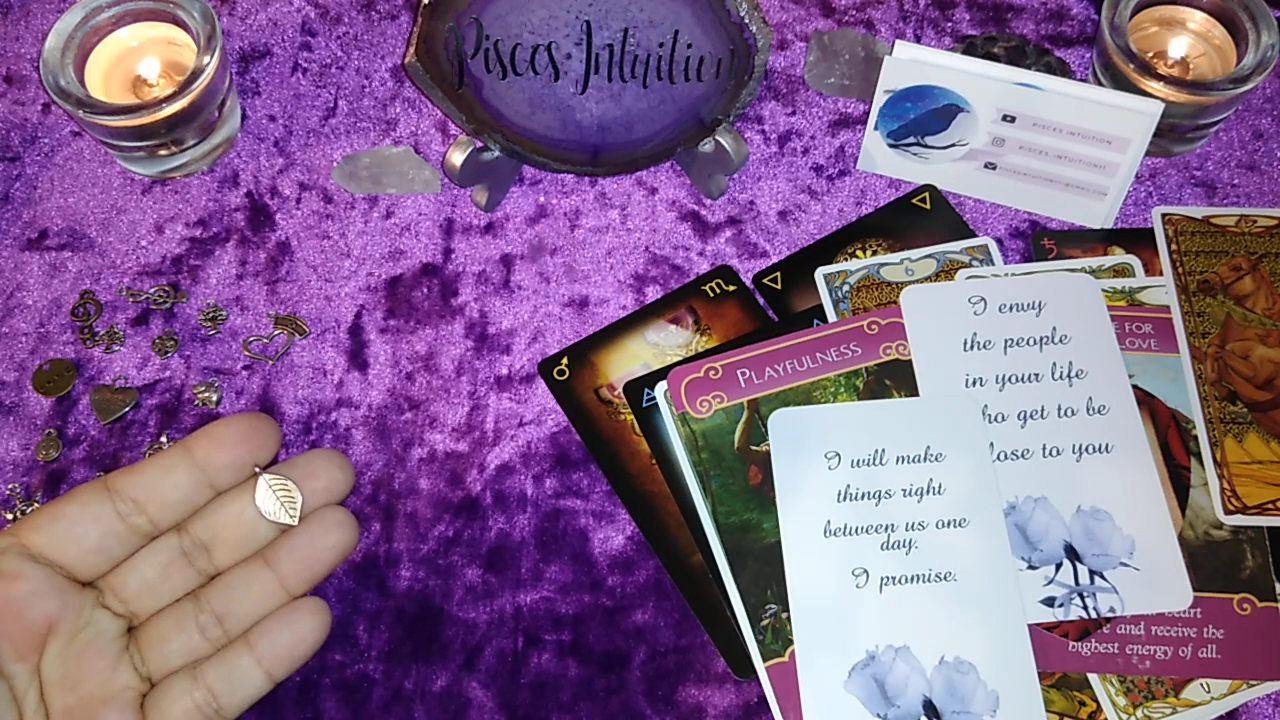 Pisces Intuition
PISCES.INTUITION
PISCES.INTUITION11
6
PLAYFULNESS
E FOR
LOVE
I envy
the people
in your life
ho get to be
lose to you
I will make
things right
between us one
day.
I promise.
heart
e and receive the
highest energy of all.